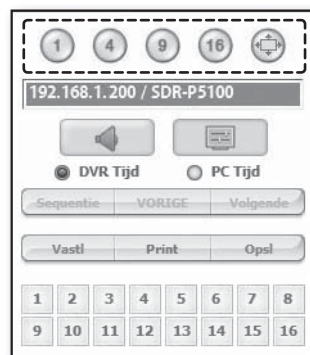 1 4 9 16
192.168.1.200 / SDR-P5100
DVR Tijd PC Tijd
Sequentie VORIGE Volgende
Vastl Print Opsl
1 2 3 4 5 6 7 8
9 10 11 12 13 14 15 16